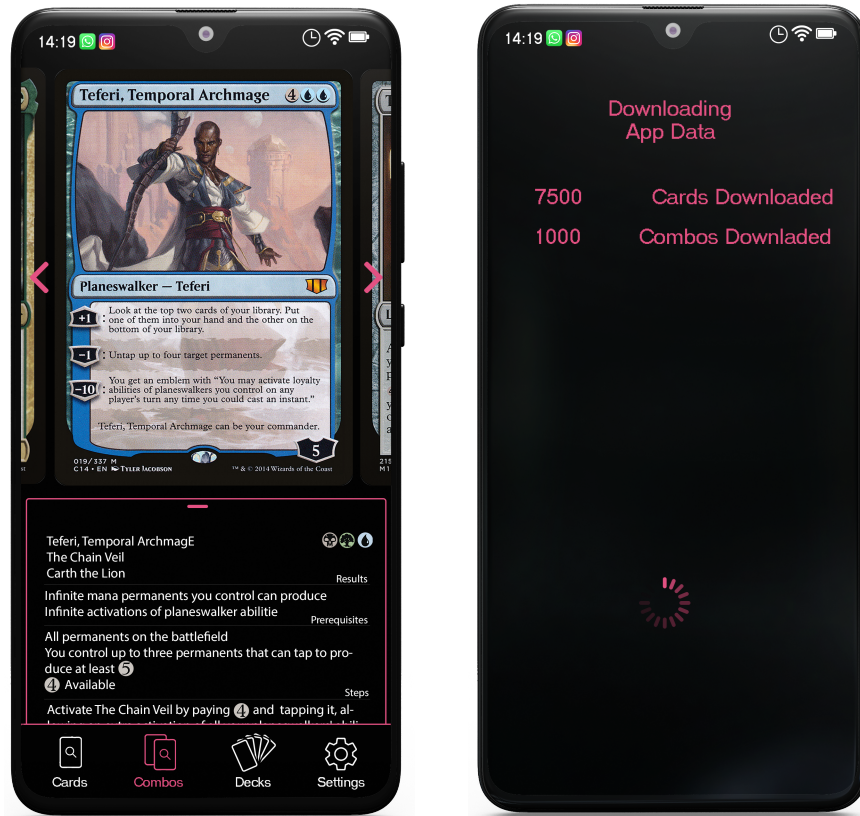 14:19
Teferi, Temporal Archmage 4
Planeswalker — Teferi
+1 : Look at the top two cards of your library. Put
one of them into your hand and the other on the
bottom of your library.
−1 : Untap up to four target permanents.
−10 : You get an emblem with “You may activate loyalty
abilities of planeswalkers you control on any
player's turn any time you could cast an instant.”
Teferi, Temporal Archmage can be your commander.
5
019/337 M
C14 • EN TYLER JACOBSON
™ & © 2014 Wizards of the Coast
Teferi, Temporal ArchmagE
The Chain Veil
Carth the Lion
Results
Infinite mana permanents you control can produce
Infinite activations of planeswalker abilitie
Prerequisites
All permanents on the battlefield
You control up to three permanents that can tap to pro-
duce at least 5
4 Available
Steps
Activate The Chain Veil by paying 4 and tapping it, al-
Cards
Combos
Decks
Settings
14:19
Downloading
App Data
7500 Cards Downloaded
1000 Combos Downladed